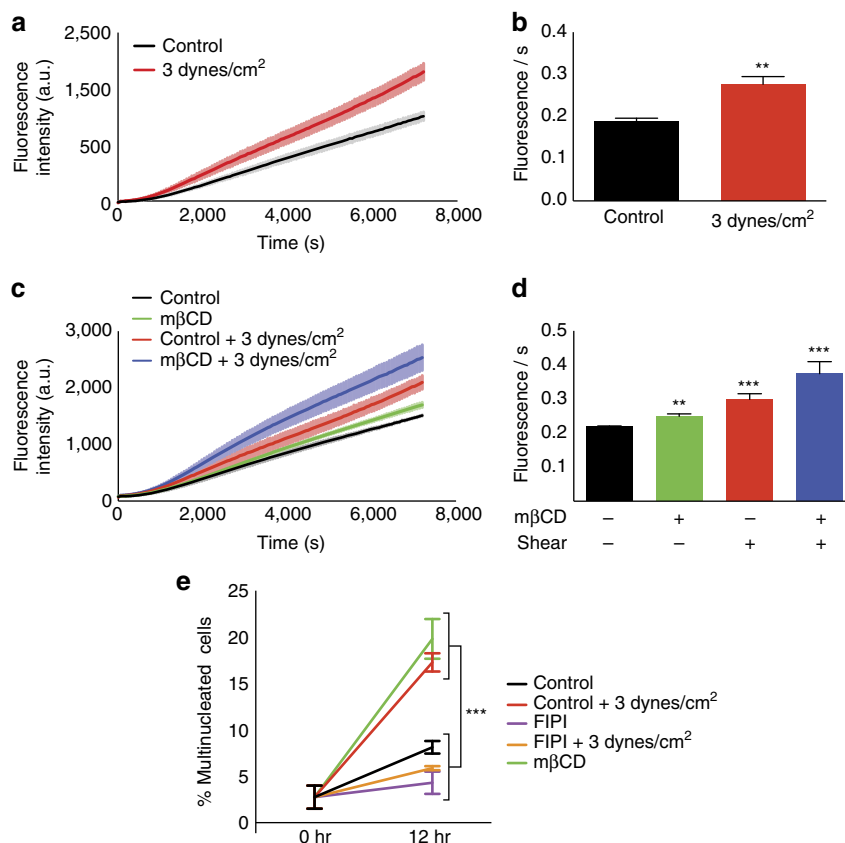 a
2,500
1,500
500
0
Fluorescence
intensity (a.u.)
Control
3 dynes/cm²
0
2,000
4,000
6,000
8,000
Time (s)
b
0.4
0.3
0.2
0.1
0.0
Fluorescence / s
**
Control
3 dynes/cm²
c
Control
mβCD
Control + 3 dynes/cm²
mβCD + 3 dynes/cm²
3,000
2,000
1,000
0
Fluorescence
intensity (a.u.)
0
2,000
4,000
6,000
8,000
Time (s)
d
0.5
0.4
0.3
0.2
0.1
Fluorescence / s
**
***
***
mβCD – + – +
Shear – – + +
e
25
20
15
10
5
0
% Multinucleated cells
0 hr
12 hr
***
Control
Control + 3 dynes/cm²
FIPI
FIPI + 3 dynes/cm²
mβCD